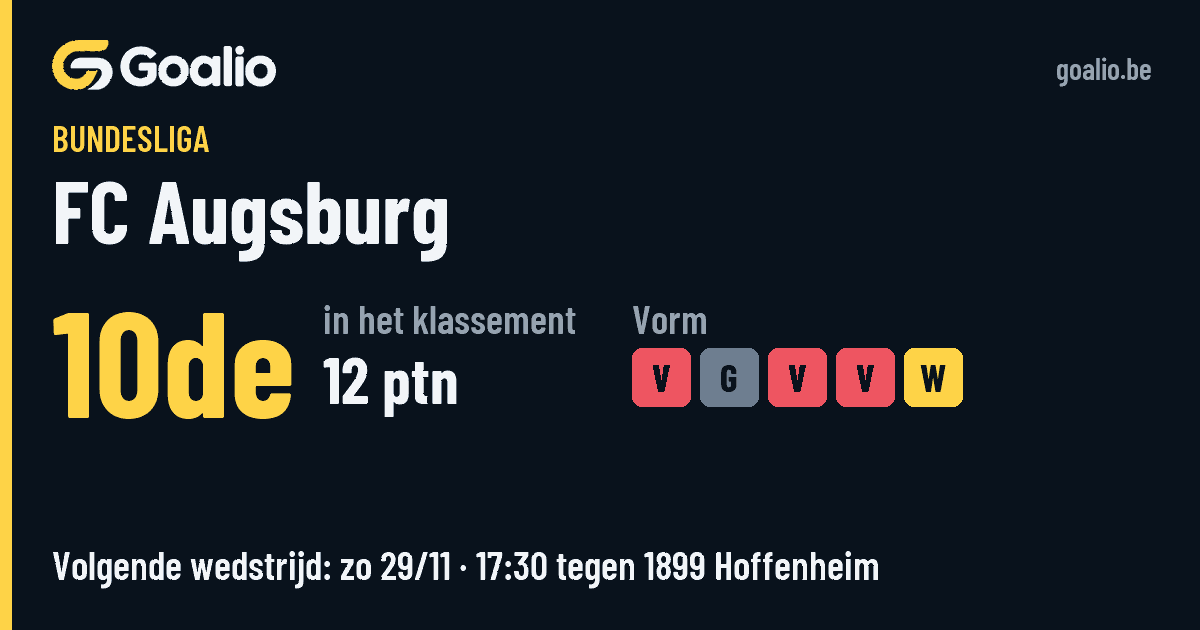 Goalio
goalio.be
BUNDESLIGA
FC Augsburg
10de
in het klassement
12 ptn
Vorm
V G V V W
Volgende wedstrijd: zo 29/11 · 17:30 tegen 1899 Hoffenheim